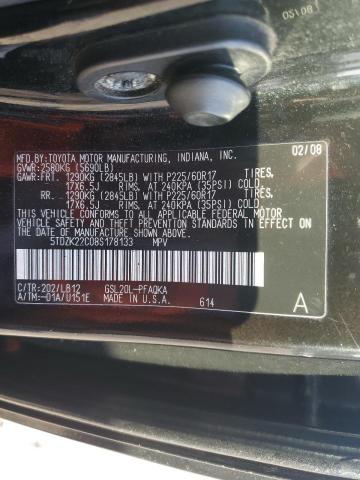 MFD.BY:TOYOTA MOTOR MANUFACTURING, INDIANA, INC. 02/08
GVWR:2580KG (5690LB)
GAWR:FRT. 1290KG (2845LB) WITH P225/60R17 TIRES,
17X6.5J RIMS, AT 240KPA (35PSI) COLD.
RR. 1290KG (2845LB) WITH P225/60R17 TIRES,
17X6.5J RIMS, AT 240KPA (35PSI) COLD.
THIS VEHICLE CONFORMS TO ALL APPLICABLE FEDERAL MOTOR VEHICLE
SAFETY, BUMPER, AND THEFT PREVENTION STANDARDS IN EFFECT ON THE DATE OF
MANUFACTURE SHOWN ABOVE.
5TDZK22C08S178133 MPV
C/TR:202/LB12 GSL20L-PFAQKA
A/TM:-01A/U151E MADE IN U.S.A. 614 A